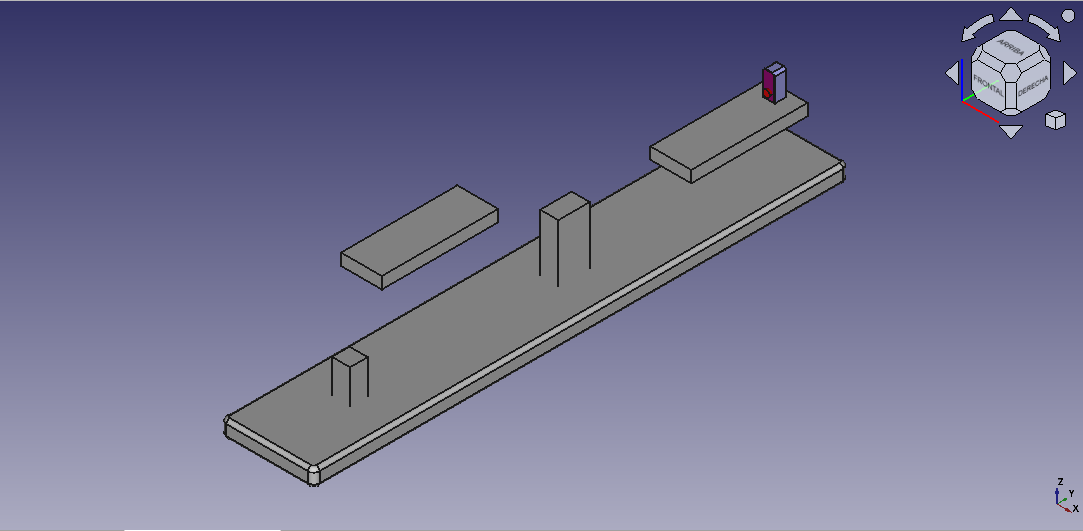 ARRIBA
FRONTAL
DERECHA
Z
Y
X